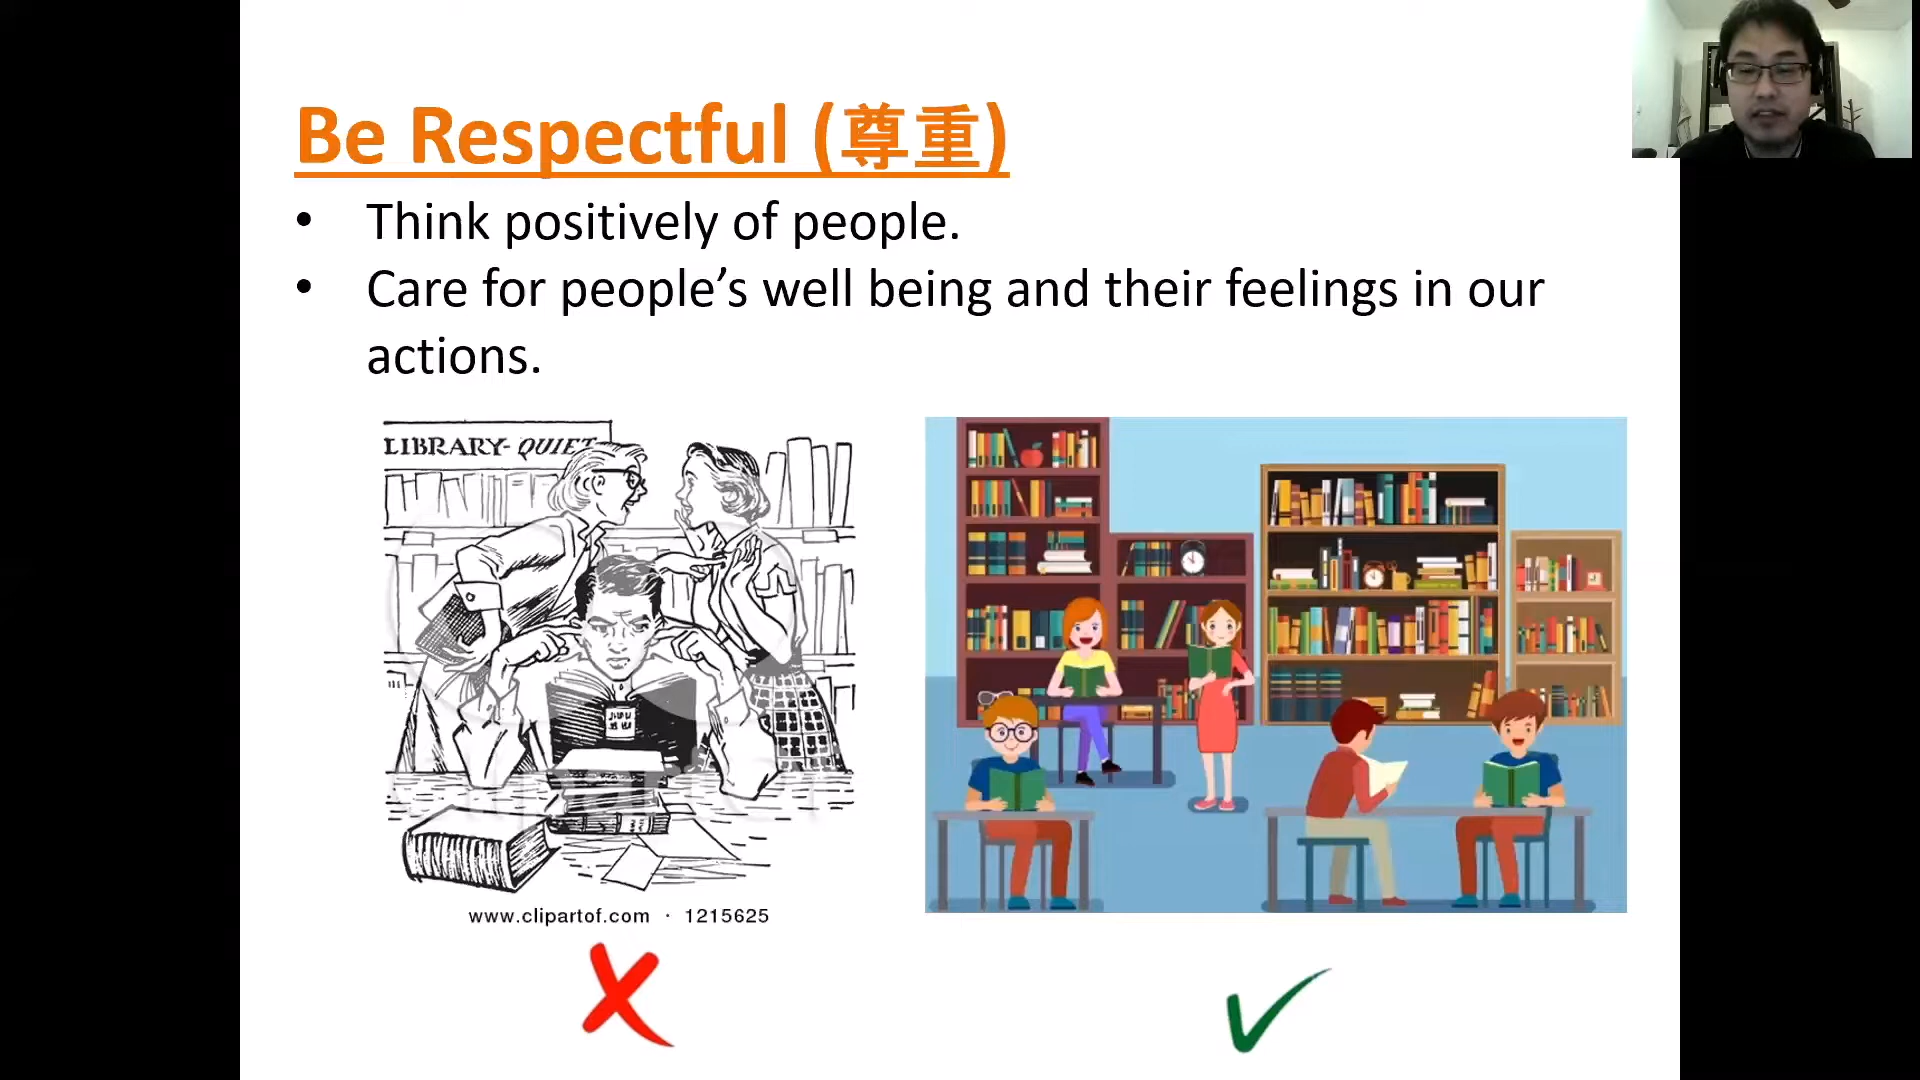 Be Respectful (尊重)
• Think positively of people.
• Care for people’s well being and their feelings in our
actions.
LIBRARY- QUIET
www.clipartof.com · 1215625